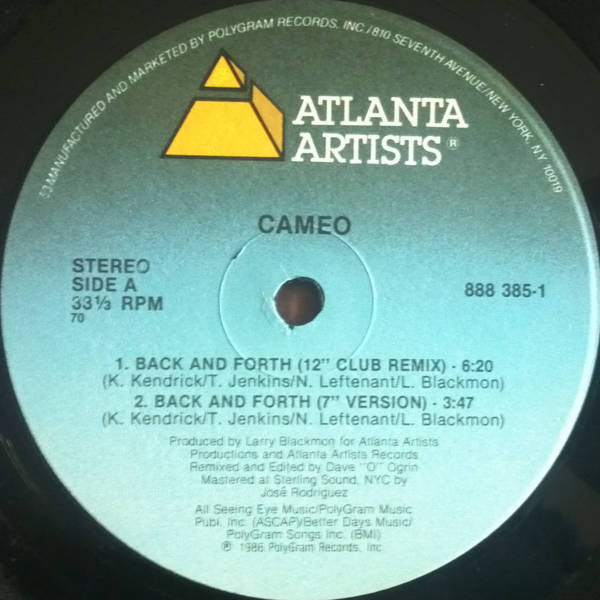 53 MANUFACTURED AND MARKETED BY POLYGRAM RECORDS, INC./810 SEVENTH AVENUE/NEW YORK, NY 10019
ATLANTA
ARTISTS®
CAMEO
STEREO
SIDE A
33⅓ RPM
70
888 385-1
1. BACK AND FORTH (12" CLUB REMIX) - 6:20
(K. Kendrick/T. Jenkins/N. Leftenant/L. Blackmon)
2. BACK AND FORTH (7" VERSION) - 3:47
(K. Kendrick/T. Jenkins/N. Leftenant/L. Blackmon)
Produced by Larry Blackmon for Atlanta Artists
Productions and Atlanta Artists Records
Remixed and Edited by Dave "O" Ogrin
Mastered at Sterling Sound, NYC by
José Rodriguez
All Seeing Eye Music/PolyGram Music
Publ. Inc. (ASCAP)/Better Days Music/
PolyGram Songs Inc. (BMI)
℗ 1986 PolyGram Records, Inc.